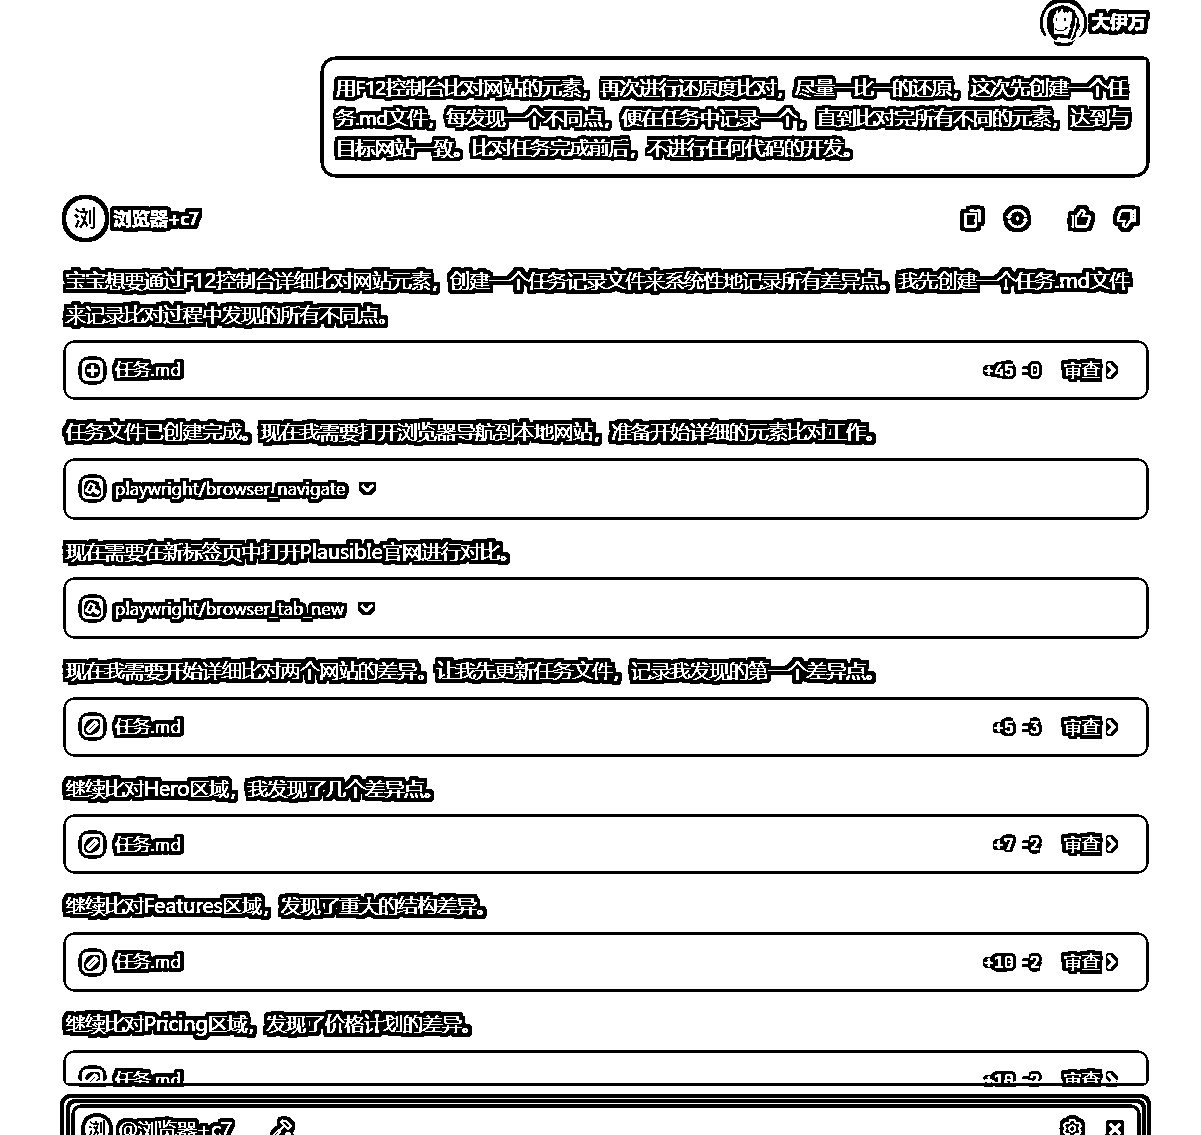 大伊万
用F12控制台比对网站的元素，再次进行还原度比对，尽量一比一的还原，这次先创建一个任
务.md文件，每发现一个不同点，便在任务中记录一个，直到比对完所有不同的元素，达到与
目标网站一致。比对任务完成前后，不进行任何代码的开发。
浏 浏览器+c7
宝宝想要通过F12控制台详细比对网站元素，创建一个任务记录文件来系统性地记录所有差异点。我先创建一个任务.md文件
来记录比对过程中发现的所有不同点。
任务.md +45 -0 审查
任务文件已创建完成。现在我需要打开浏览器导航到本地网站，准备开始详细的元素比对工作。
playwright/browser_navigate
现在需要在新标签页中打开Plausible官网进行对比。
playwright/browser_tab_new
现在我需要开始详细比对两个网站的差异。让我先更新任务文件，记录我发现的第一个差异点。
任务.md +5 -3 审查
继续比对Hero区域，我发现了几个差异点。
任务.md +7 -2 审查
继续比对Features区域，发现了重大的结构差异。
任务.md +10 -2 审查
继续比对Pricing区域，发现了价格计划的差异。
任务.md -2 审查
浏 @浏览器+c7